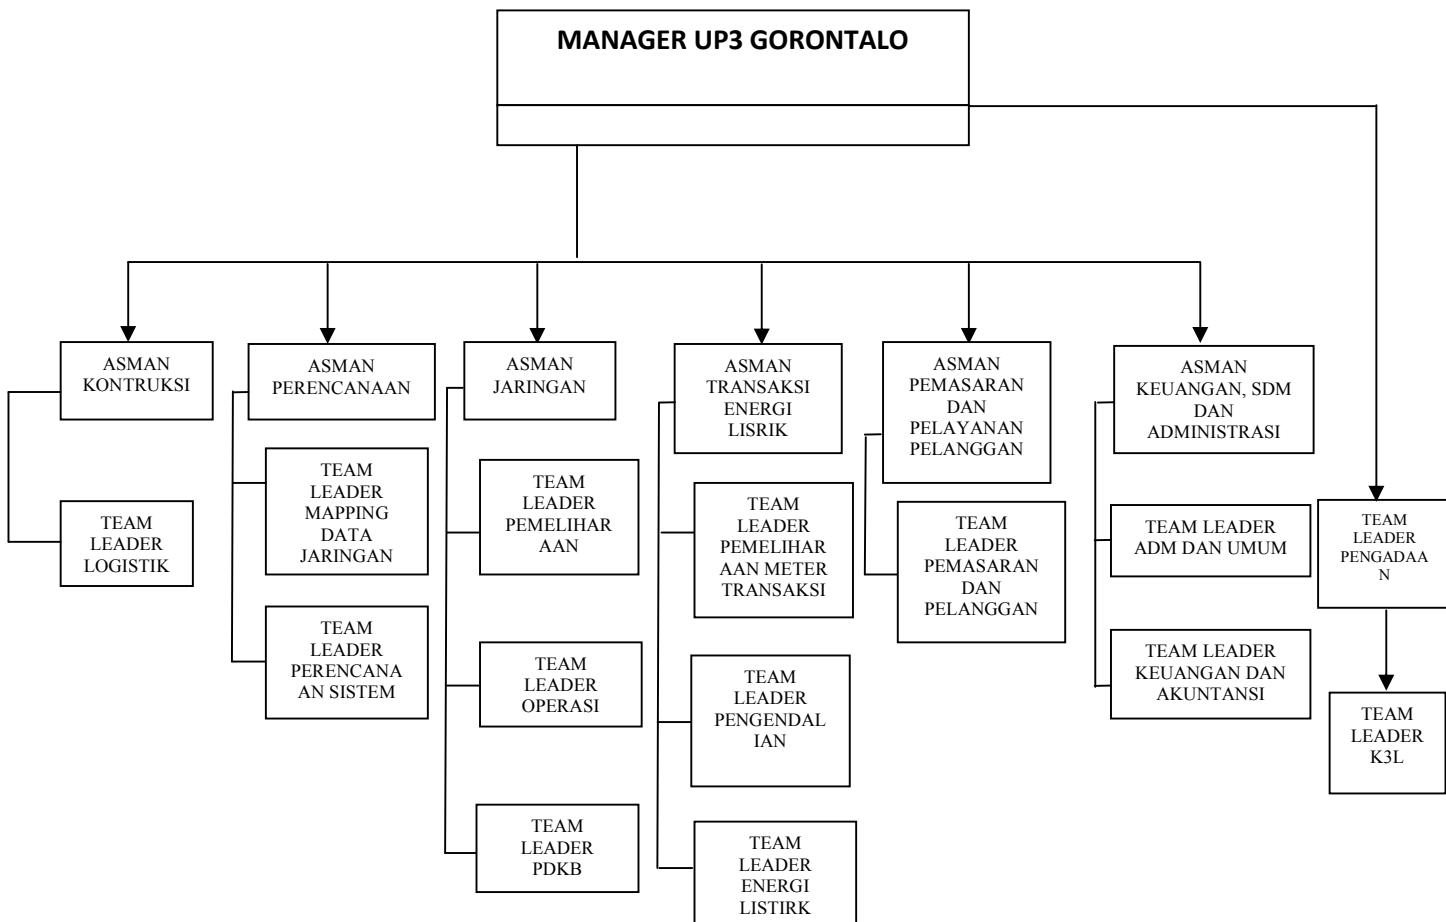 MANAGER UP3 GORONTALO
ASMAN
KONTRUKSI
ASMAN
PERENCANAAN
ASMAN
JARINGAN
ASMAN
TRANSAKSI
ENERGI
LISRIK
ASMAN
PEMASARAN
DAN
PELAYANAN
PELANGGAN
ASMAN
KEUANGAN, SDM
DAN
ADMINISTRASI
TEAM
LEADER
LOGISTIK
TEAM
LEADER
MAPPING
DATA
JARINGAN
TEAM
LEADER
PEMELIHAR
AAN
TEAM
LEADER
PEMELIHAR
AAN METER
TRANSAKSI
TEAM
LEADER
PEMASARAN
DAN
PELANGGAN
TEAM LEADER
ADM DAN UMUM
TEAM
LEADER
PENGADAA
N
TEAM
LEADER
PERENCANA
AN SISTEM
TEAM
LEADER
OPERASI
TEAM
LEADER
PENGENDAL
IAN
TEAM LEADER
KEUANGAN DAN
AKUNTANSI
TEAM
LEADER
K3L
TEAM
LEADER
PDKB
TEAM
LEADER
ENERGI
LISTIRK